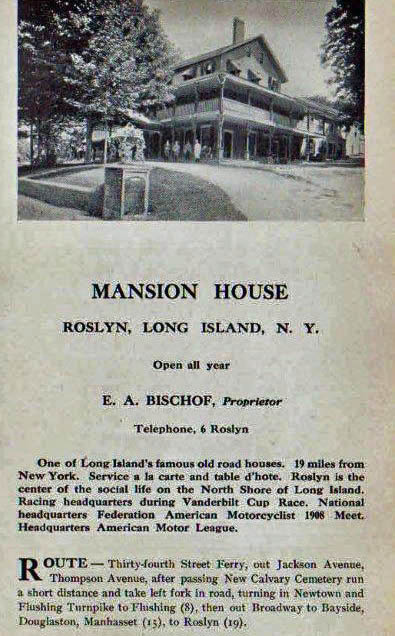 MANSION HOUSE
ROSLYN, LONG ISLAND, N. Y.
Open all year
E. A. BISCHOF, Proprietor
Telephone, 6 Roslyn
One of Long Island's famous old road houses. 19 miles from
New York. Service a la carte and table d'hote. Roslyn is the
center of the social life on the North Shore of Long Island.
Racing headquarters during Vanderbilt Cup Race. National
headquarters Federation American Motorcyclist 1908 Meet.
Headquarters American Motor League.
ROUTE — Thirty-fourth Street Ferry, out Jackson Avenue,
Thompson Avenue, after passing New Calvary Cemetery run
a short distance and take left fork in road, turning in Newtown and
Flushing Turnpike to Flushing (8), then out Broadway to Bayside,
Douglaston, Manhasset (15), to Roslyn (19).